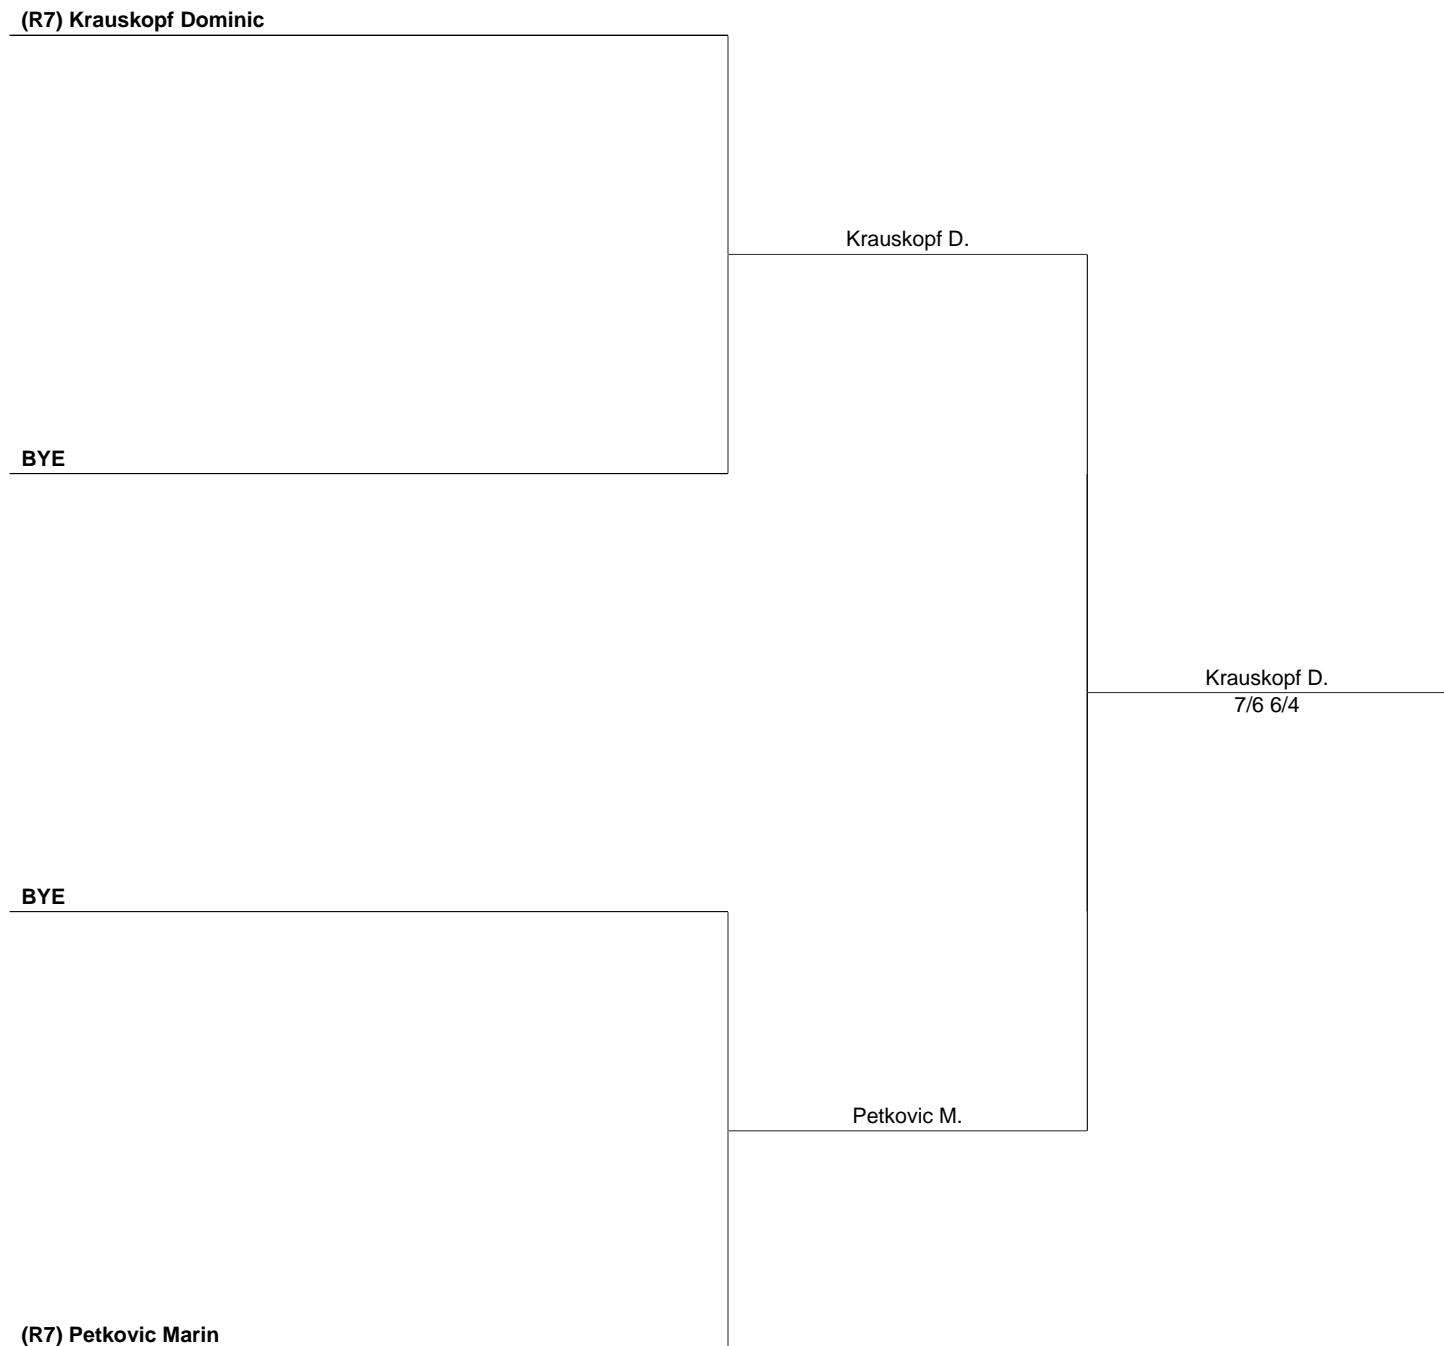 (R7) Krauskopf Dominic
Krauskopf D.
BYE
Krauskopf D.
7/6 6/4
BYE
Petkovic M.
(R7) Petkovic Marin